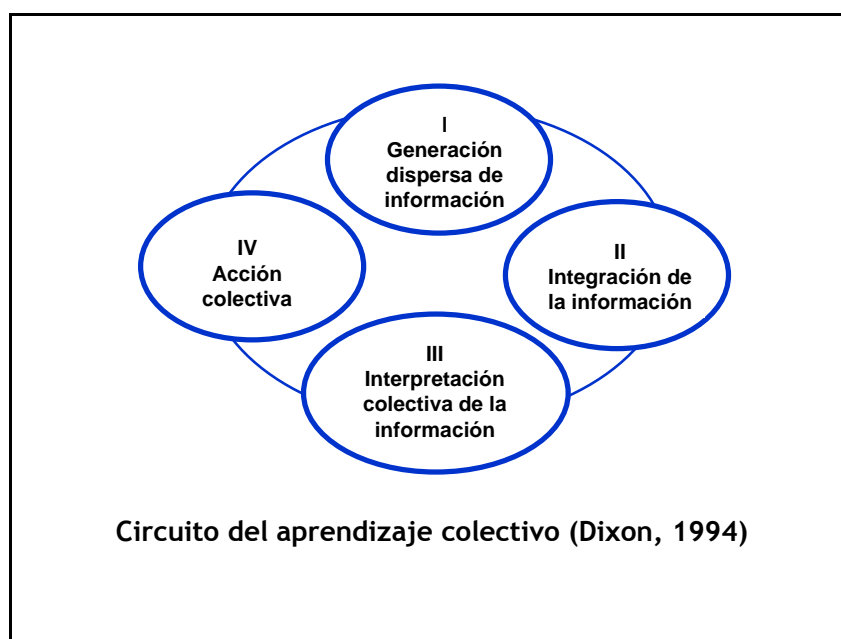 I
Generación
dispersa de
información
II
Integración de
la información
III
Interpretación
colectiva de la
información
IV
Acción
colectiva
Circuito del aprendizaje colectivo (Dixon, 1994)